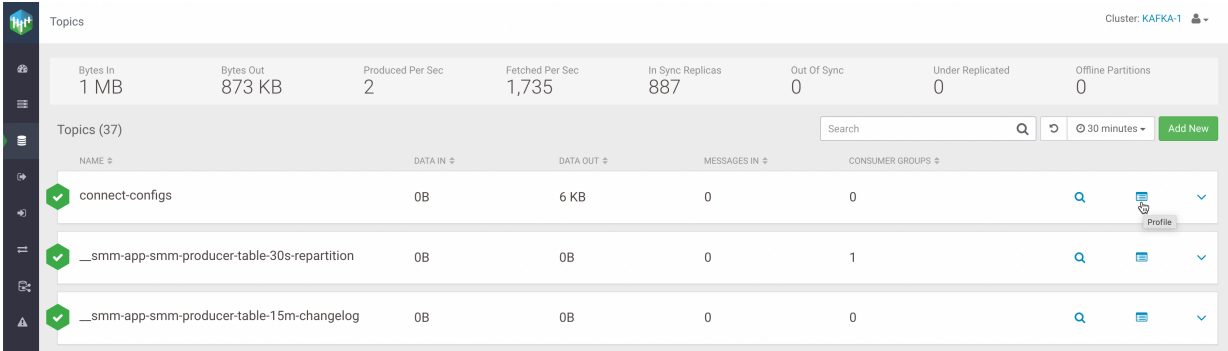 Topics
Cluster: KAFKA-1
Bytes In Bytes Out Produced Per Sec Fetched Per Sec In Sync Replicas Out Of Sync Under Replicated Offline Partitions
1 MB 873 KB 2 1,735 887 0 0 0
Topics (37) Search 30 minutes Add New
NAME DATA IN DATA OUT MESSAGES IN CONSUMER GROUPS
connect-configs 0B 6 KB 0 0
Profile
__smm-app-smm-producer-table-30s-repartition 0B 0B 0 1
__smm-app-smm-producer-table-15m-changelog 0B 0B 0 0